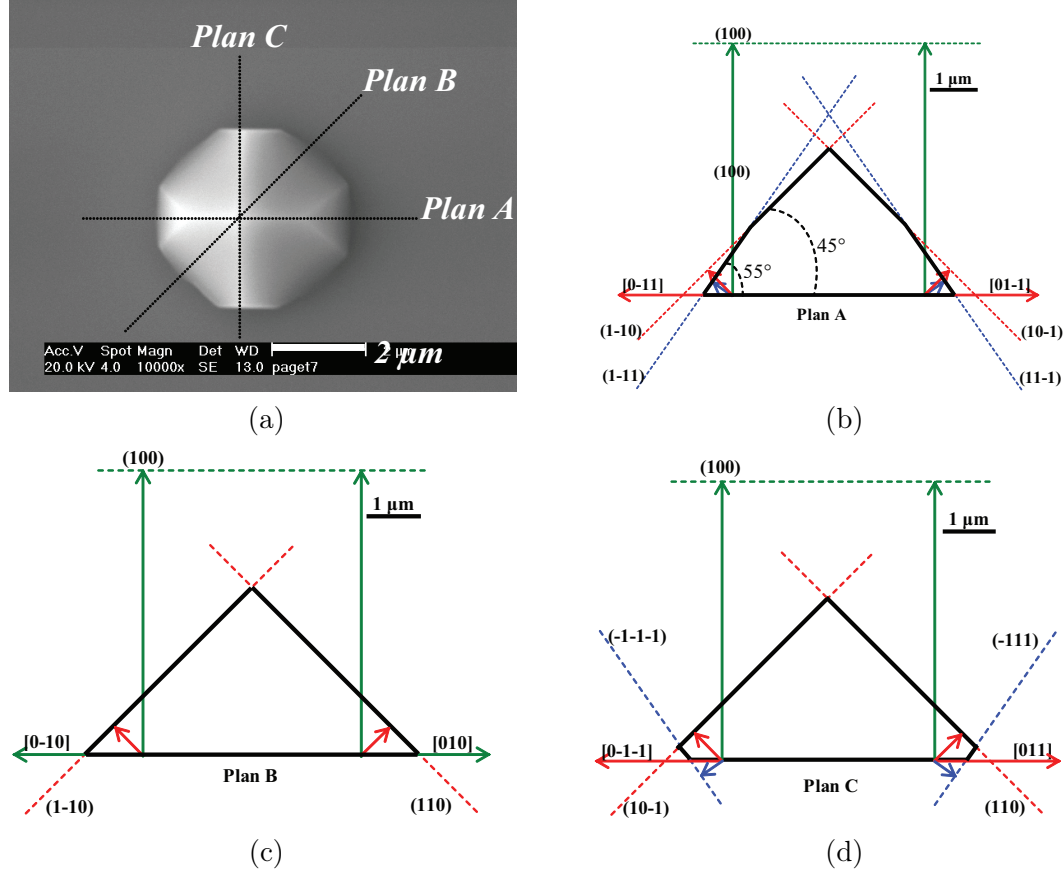 Plan C
Plan B
Plan A
Acc.V Spot Magn Det WD
20.0 kV 4.0 10000x SE 13.0 paget7
2 µm
(a)
(100)
1 µm
(100)
45°
55°
[0-11]
[01-1]
Plan A
(1-10)
(10-1)
(1-11)
(11-1)
(b)
(100)
1 µm
[0-10]
[010]
Plan B
(1-10)
(110)
(c)
(100)
1 µm
(-1-1-1)
(-111)
[0-1-1]
[011]
Plan C
(10-1)
(110)
(d)